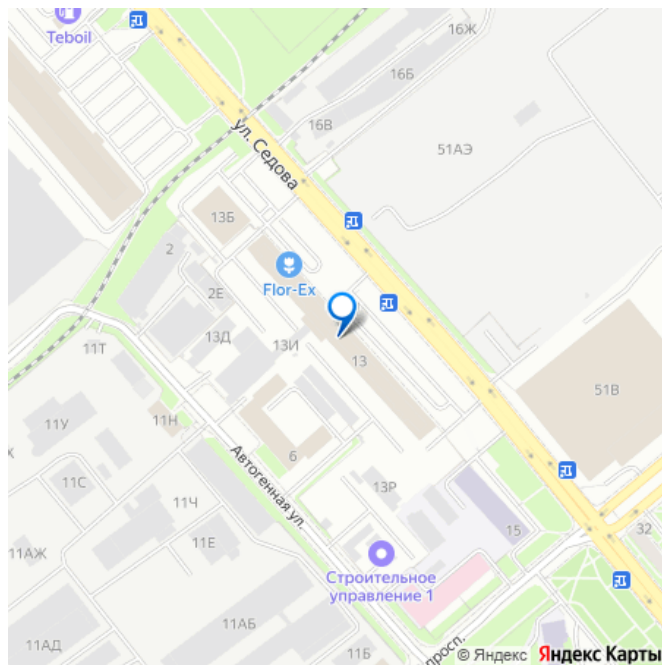 Teboil
16Ж
16Б
16В
ул. Седова
51АЭ
13Б
2
Flor-Ex
2Е
13Д
13И
13
11Т
51В
11У
11Н
6
Автогенная ул.
11С
11Ч
13Р
15
11Е
11АЖ
32
Строительное
управление 1
11АБ
11АД
11Б
просп.
© Яндекс Яндекс Карты